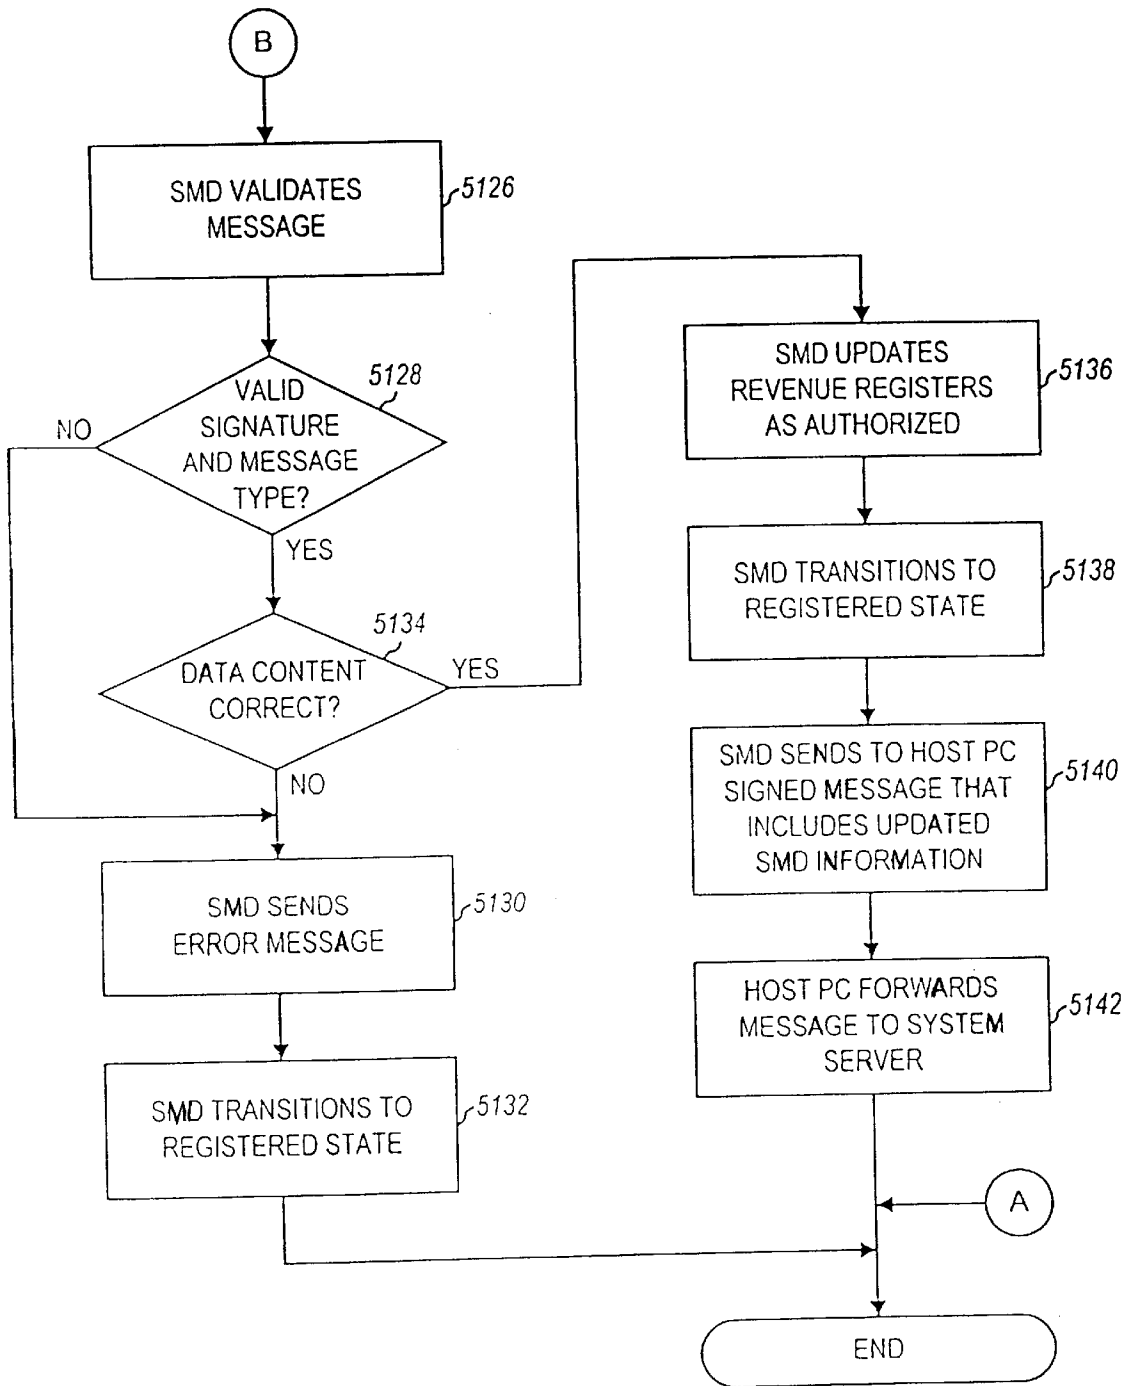 B
SMD VALIDATES
MESSAGE
5126
VALID
SIGNATURE
AND MESSAGE
TYPE?
5128
NO
YES
DATA CONTENT
CORRECT?
5134
YES
NO
SMD SENDS
ERROR MESSAGE
5130
SMD TRANSITIONS TO
REGISTERED STATE
5132
SMD UPDATES
REVENUE REGISTERS
AS AUTHORIZED
5136
SMD TRANSITIONS TO
REGISTERED STATE
5138
SMD SENDS TO HOST PC
SIGNED MESSAGE THAT
INCLUDES UPDATED
SMD INFORMATION
5140
HOST PC FORWARDS
MESSAGE TO SYSTEM
SERVER
5142
A
END